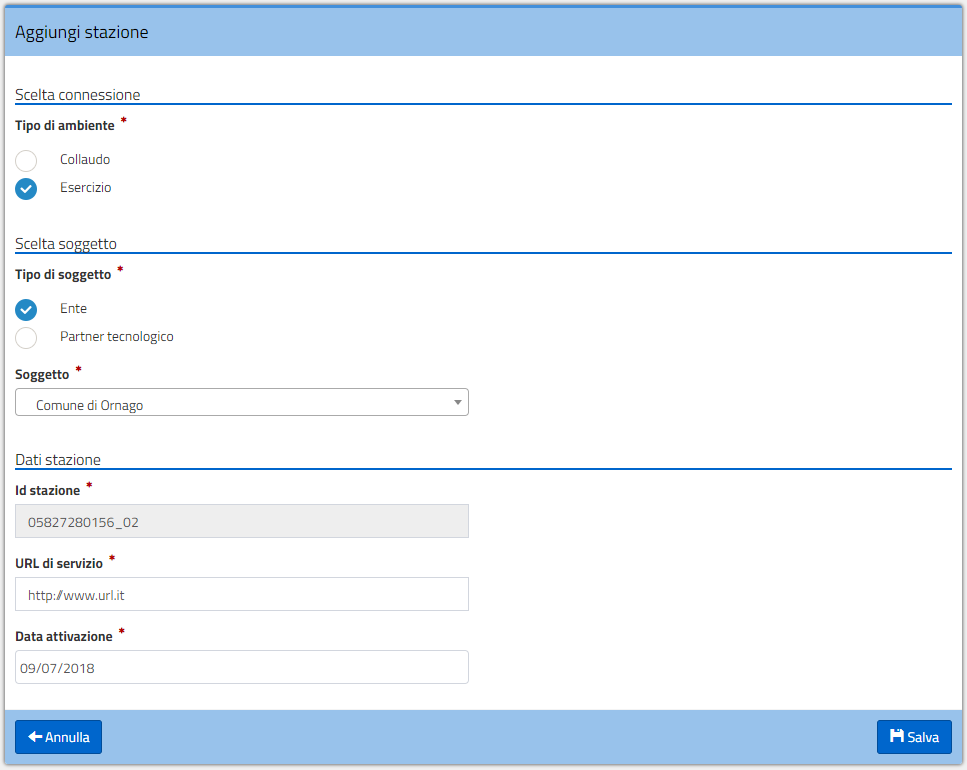 Aggiungi stazione
Scelta connessione
Tipo di ambiente *
Collaudo
Esercizio
Scelta soggetto
Tipo di soggetto *
Ente
Partner tecnologico
Soggetto *
Comune di Ornago
Dati stazione
Id stazione *
05827280156_02
URL di servizio *
http://www.url.it
Data attivazione *
09/07/2018
Annulla
Salva